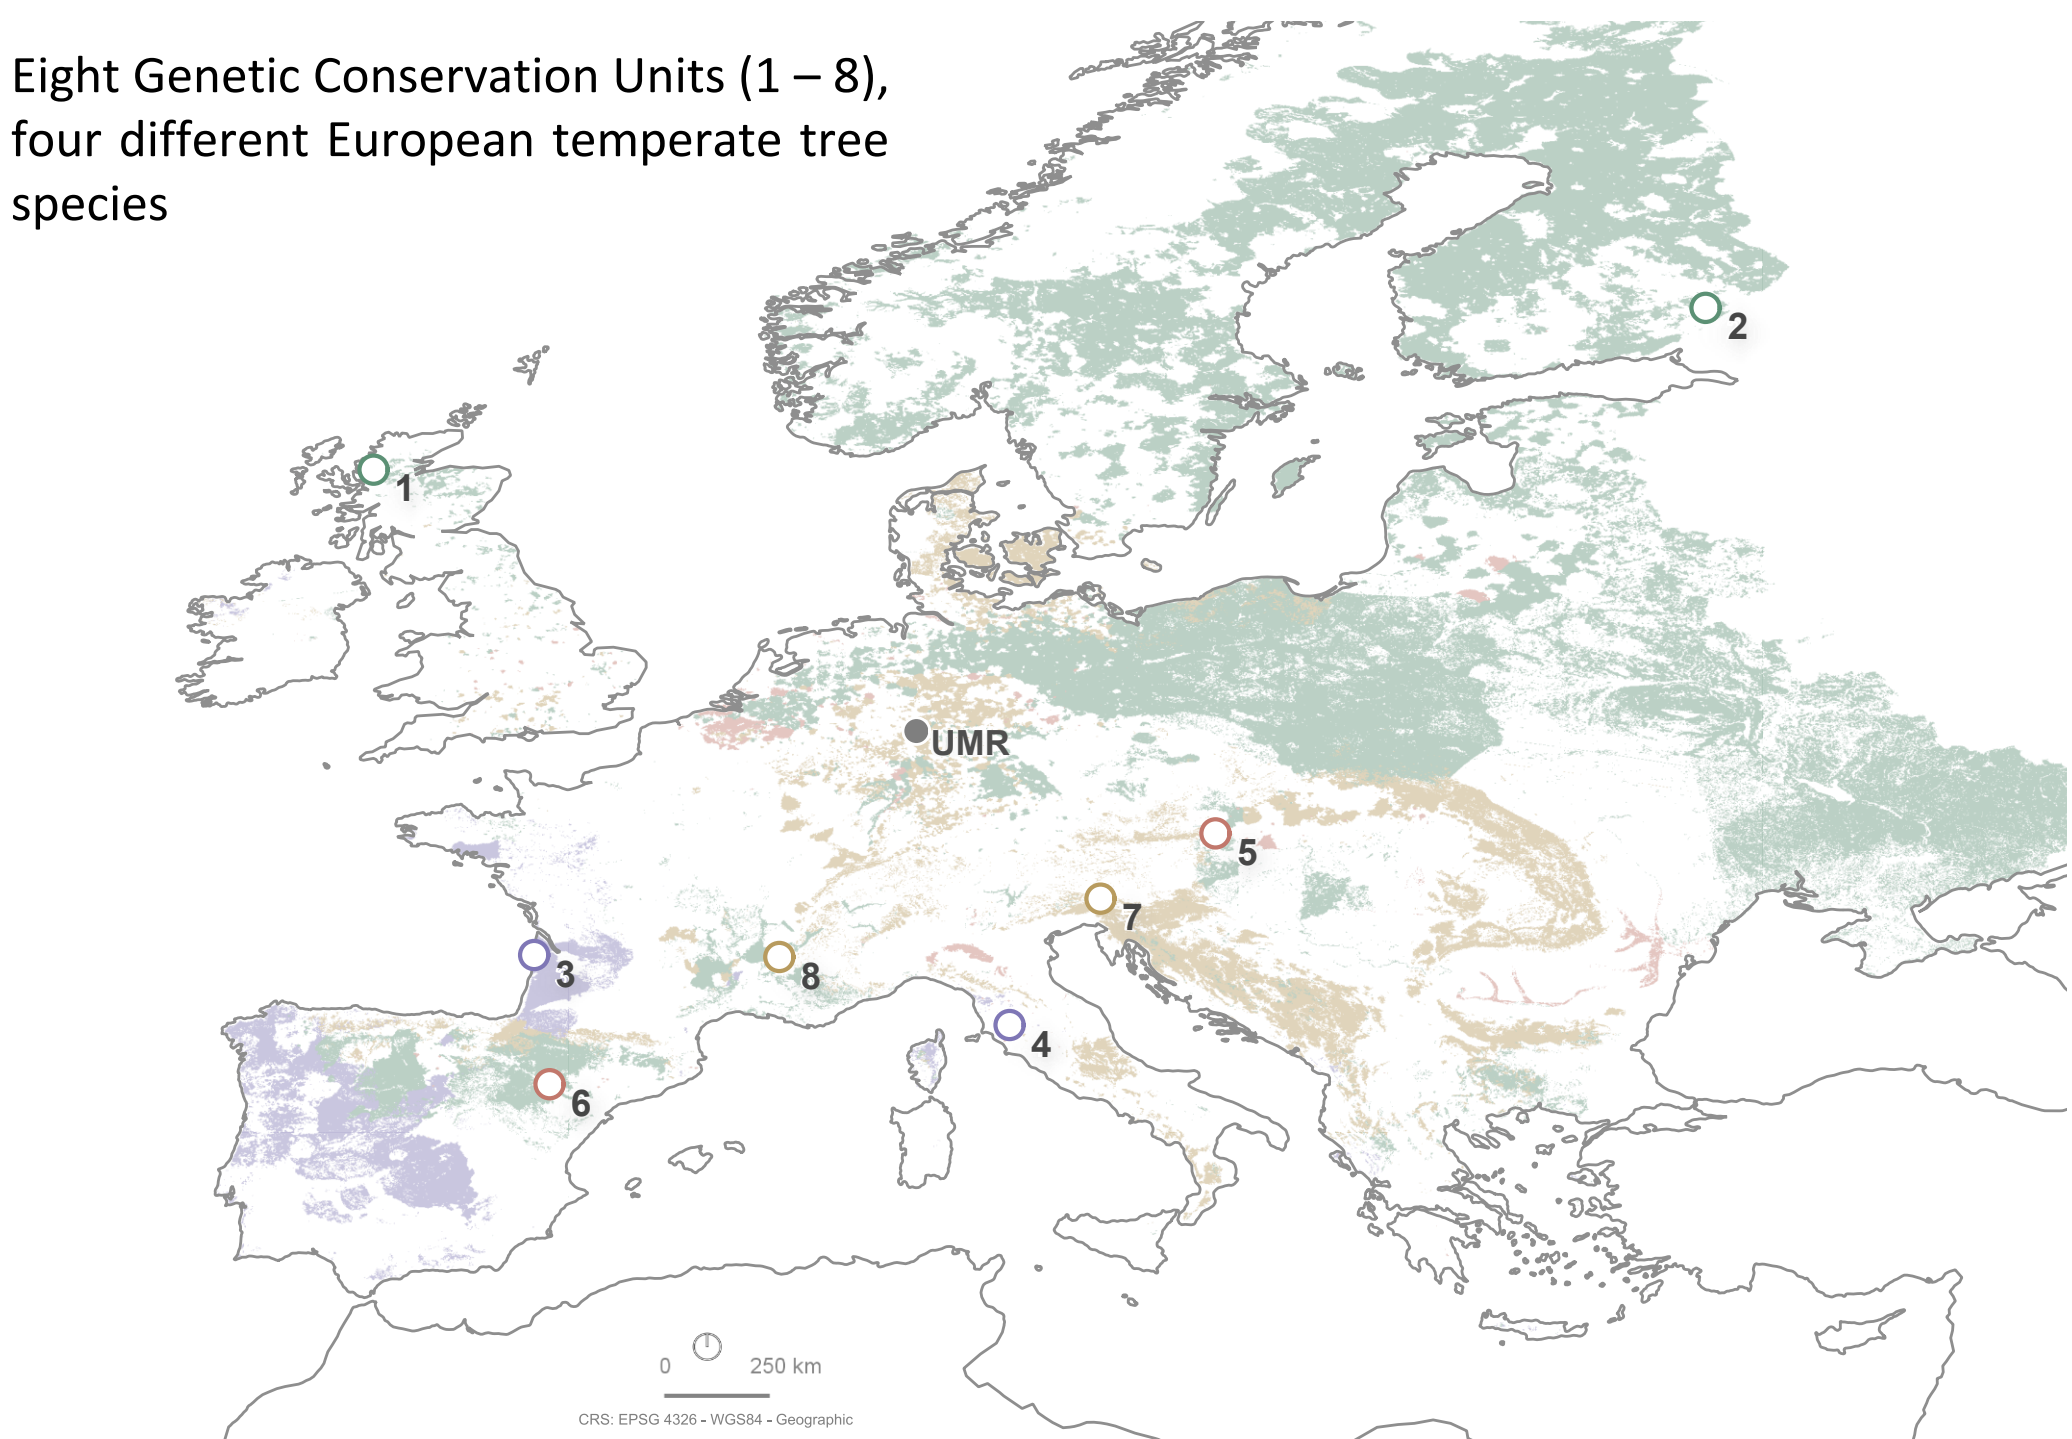 Eight Genetic Conservation Units (1 – 8),
four different European temperate tree
species
2
1
UMR
5
7
3
8
4
6
0 250 km
CRS: EPSG 4326 - WGS84 - Geographic